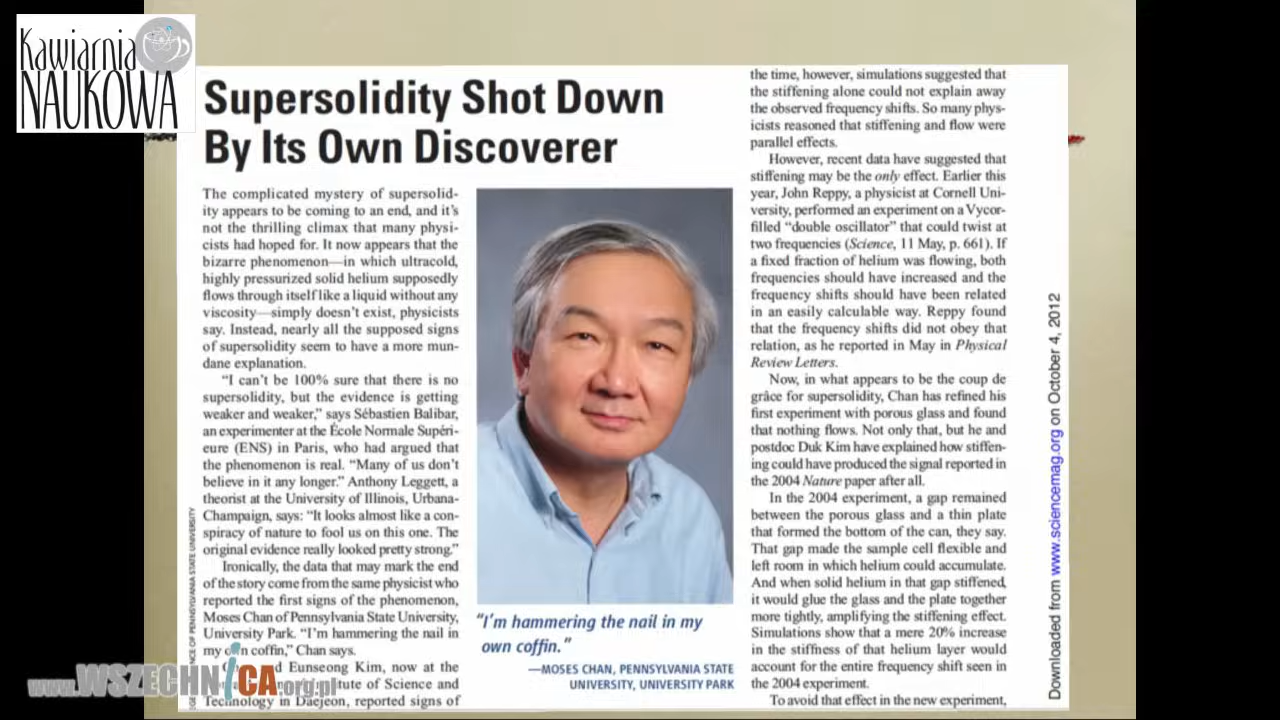 Kawiarnia
NAUKOWA
Supersolidity Shot Down
By Its Own Discoverer
The complicated mystery of supersolid-
ity appears to be coming to an end, and it's
not the thrilling climax that many physi-
cists had hoped for. It now appears that the
bizarre phenomenon—in which ultracold,
highly pressurized solid helium supposedly
flows through itself like a liquid without any
viscosity—simply doesn't exist, physicists
say. Instead, nearly all the supposed signs
of supersolidity seem to have a more mun-
dane explanation.
"I can't be 100% sure that there is no
supersolidity, but the evidence is getting
weaker and weaker," says Sébastien Balibar,
an experimenter at the École Normale Supéri-
eure (ENS) in Paris, who had argued that
the phenomenon is real. "Many of us don't
believe in it any longer." Anthony Leggett, a
theorist at the University of Illinois, Urbana-
Champaign, says: "It looks almost like a con-
spiracy of nature to fool us on this one. The
original evidence really looked pretty strong."
Ironically, the data that may mark the end
of the story come from the same physicist who
reported the first signs of the phenomenon,
Moses Chan of Pennsylvania State University,
University Park. "I'm hammering the nail in
my own coffin," Chan says.
Eunseong Kim, now at the
Institute of Science and
Technology in Daejeon, reported signs of
"I'm hammering the nail in my
own coffin."
—MOSES CHAN, PENNSYLVANIA STATE
UNIVERSITY, UNIVERSITY PARK
the time, however, simulations suggested that
the stiffening alone could not explain away
the observed frequency shifts. So many phys-
icists reasoned that stiffening and flow were
parallel effects.
However, recent data have suggested that
stiffening may be the only effect. Earlier this
year, John Reppy, a physicist at Cornell Uni-
versity, performed an experiment on a Vycor-
filled "double oscillator" that could twist at
two frequencies (Science, 11 May, p. 661). If
a fixed fraction of helium was flowing, both
frequencies should have increased and the
frequency shifts should have been related
in an easily calculable way. Reppy found
that the frequency shifts did not obey that
relation, as he reported in May in Physical
Review Letters.
Now, in what appears to be the coup de
grâce for supersolidity, Chan has refined his
first experiment with porous glass and found
that nothing flows. Not only that, but he and
postdoc Duk Kim have explained how stiffen-
ing could have produced the signal reported in
the 2004 Nature paper after all.
In the 2004 experiment, a gap remained
between the porous glass and a thin plate
that formed the bottom of the can, they say.
That gap made the sample cell flexible and
left room in which helium could accumulate.
And when solid helium in that gap stiffened,
it would glue the glass and the plate together
more tightly, amplifying the stiffening effect.
Simulations show that a mere 20% increase
in the stiffness of that helium layer would
account for the entire frequency shift seen in
the 2004 experiment.
To avoid that effect in the new experiment,
Downloaded from www.sciencemag.org on October 4, 2012
OF PENNSYLVANIA STATE UNIVERSITY
www.WSZECHNICA.org.pl